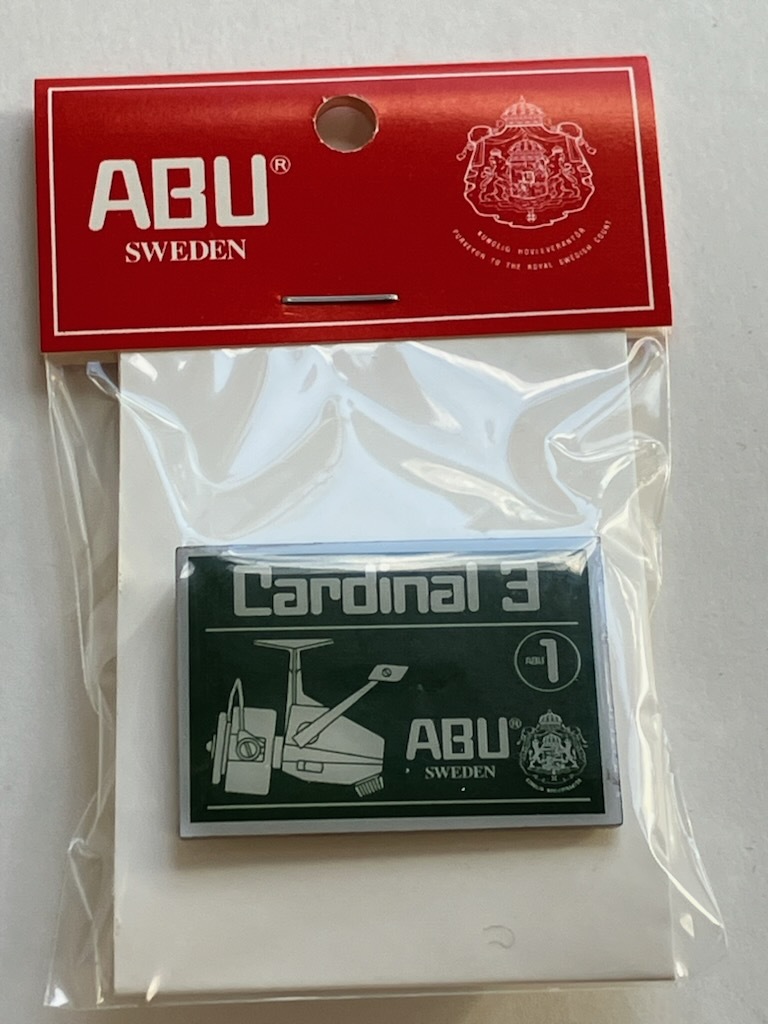 ABU®
SWEDEN
KUNGLIG HOVLEVERANTÖR
PURVEYOR TO THE ROYAL SWEDISH COURT
Cardinal 3
ABU 1
ABU®
SWEDEN